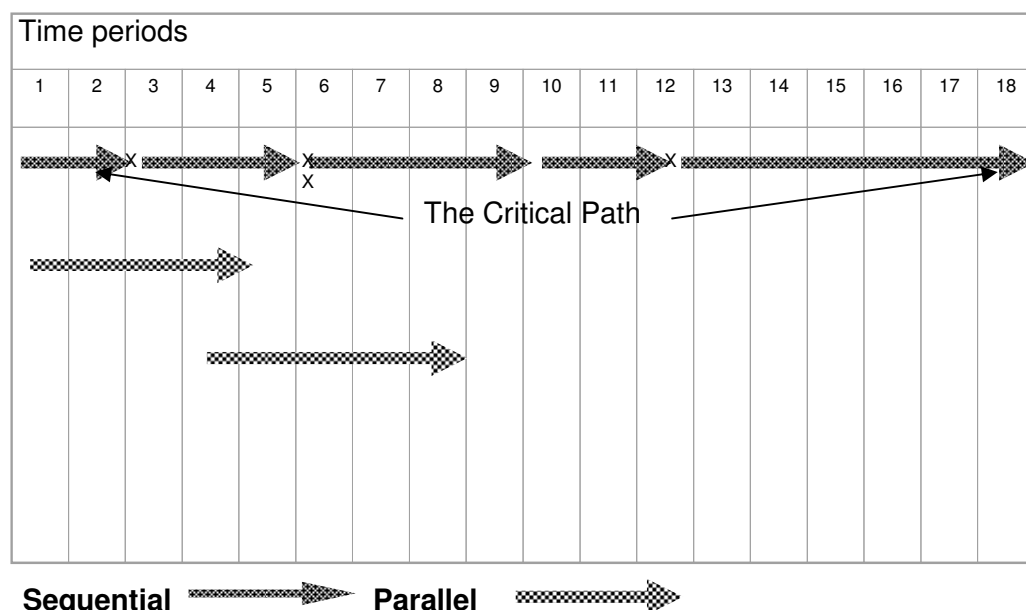 Time periods
1 2 3 4 5 6 7 8 9 10 11 12 13 14 15 16 17 18
X X X
X
The Critical Path
Sequential Parallel